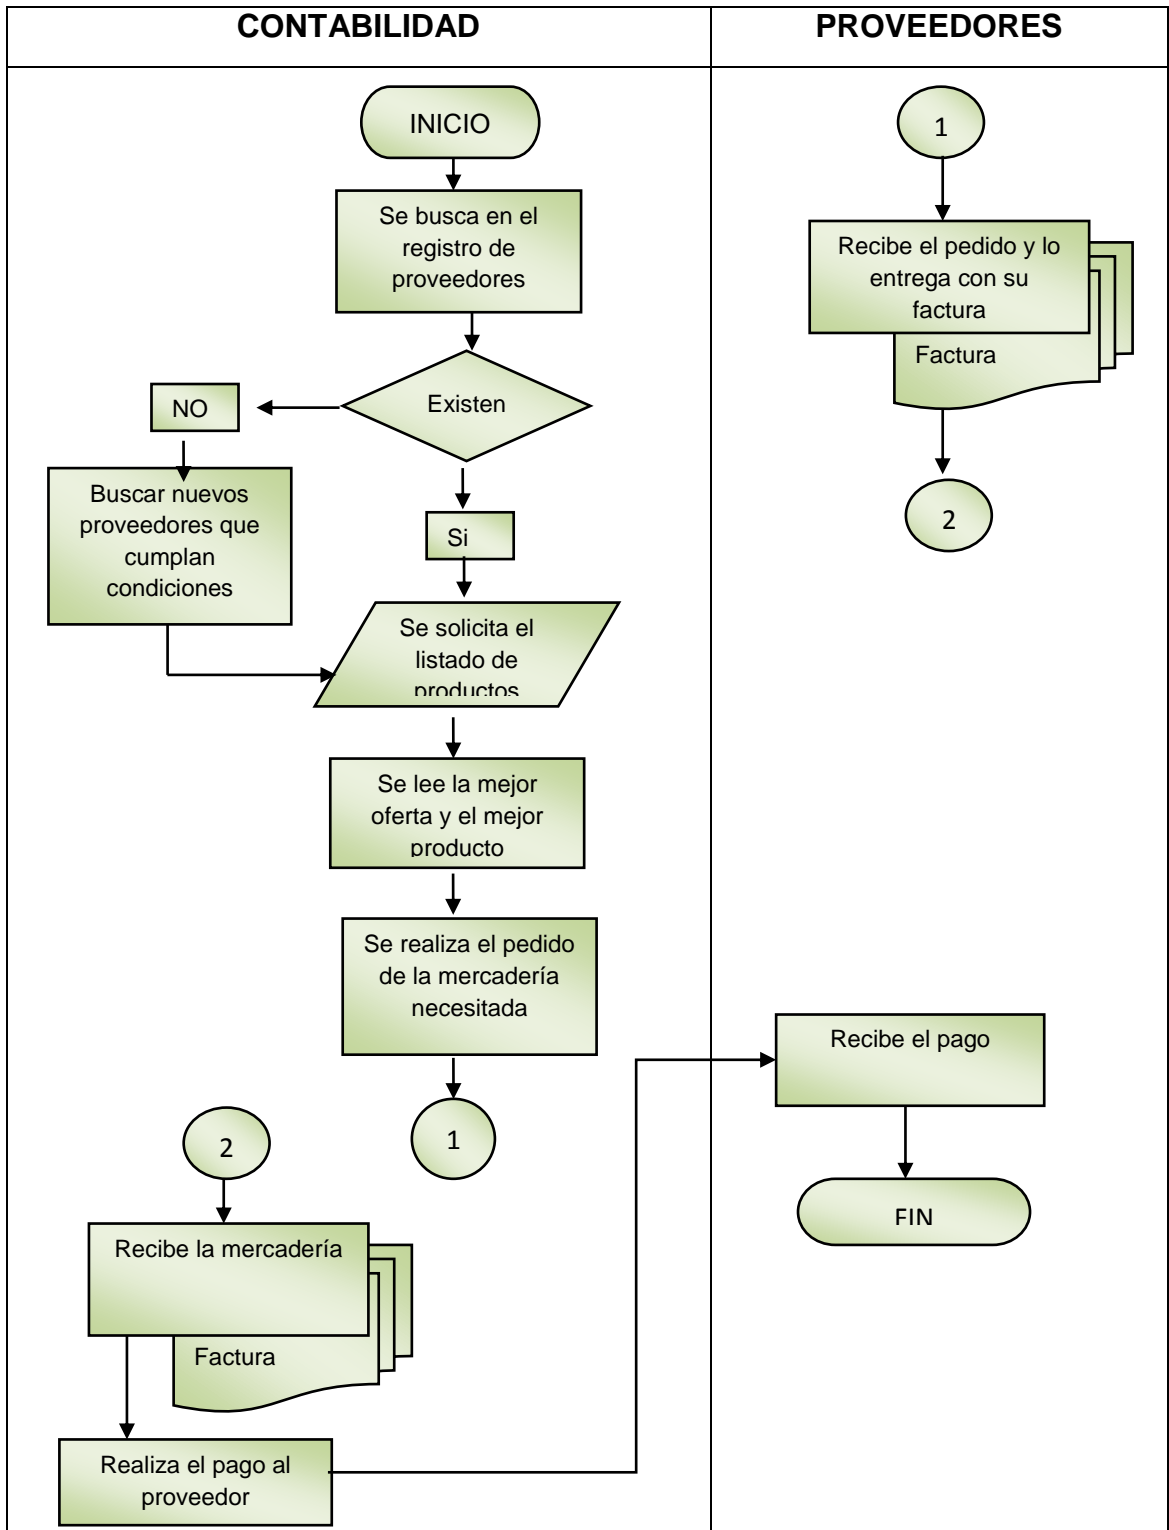 CONTABILIDAD
PROVEEDORES
INICIO
Se busca en el
registro de
proveedores
Existen
NO
Buscar nuevos
proveedores que
cumplan
condiciones
Si
Se solicita el
listado de
productos
Se lee la mejor
oferta y el mejor
producto
Se realiza el pedido
de la mercadería
necesitada
1
2
Recibe la mercadería
Factura
Realiza el pago al
proveedor
1
Recibe el pedido y lo
entrega con su
factura
Factura
2
Recibe el pago
FIN